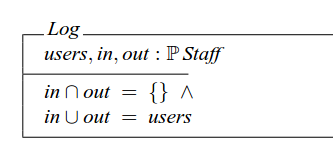 Log
users, in, out : ℙ Staff
in ∩ out = {} ∧
in ∪ out = users